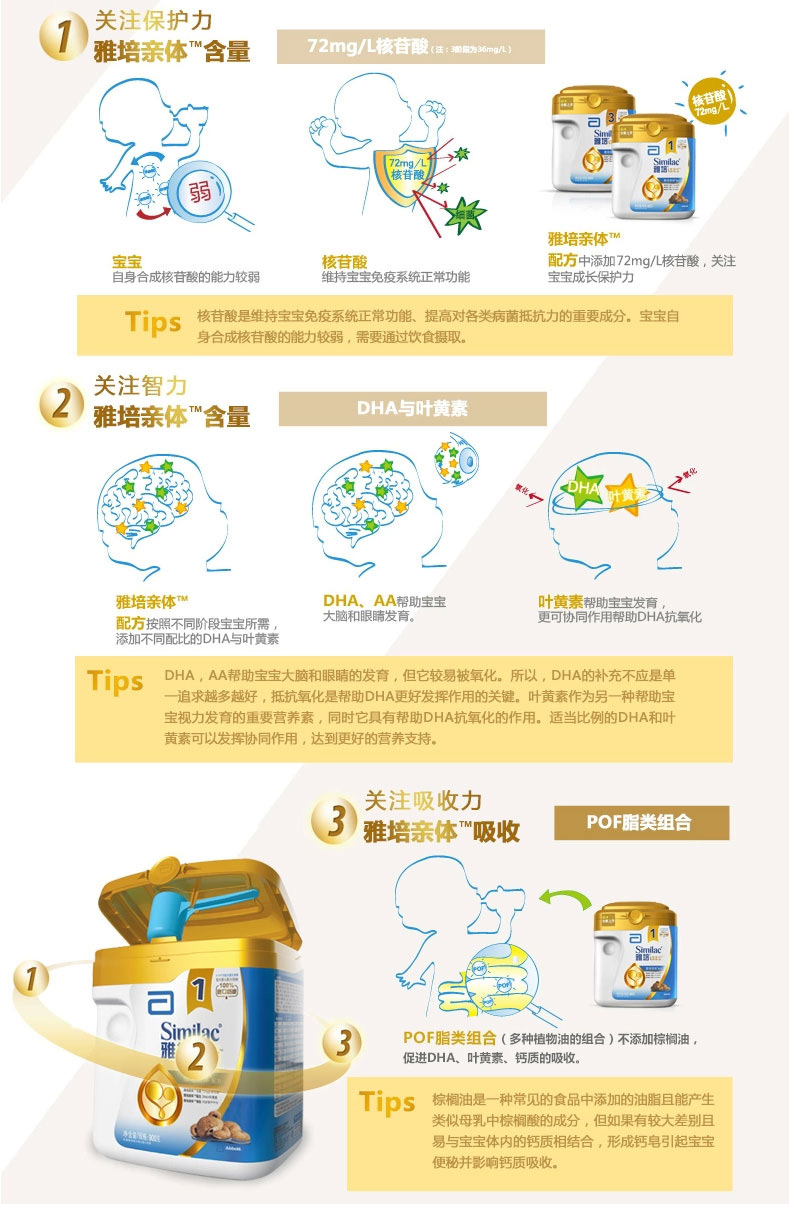 1
关注保护力
雅培亲体™含量
72mg/L核苷酸(注:3阶段为36mg/L)
弱
72mg/L
核苷酸
细菌
核苷酸
72mg/L
3
Simil
雅
1
Similac
雅培
宝宝
自身合成核苷酸的能力较弱
核苷酸
维持宝宝免疫系统正常功能
雅培亲体™
配方中添加72mg/L核苷酸,关注
宝宝成长保护力
Tips
核苷酸是维持宝宝免疫系统正常功能、提高对各类病菌抵抗力的重要成分。宝宝自
身合成核苷酸的能力较弱,需要通过饮食摄取。
2
关注智力
雅培亲体™含量
DHA与叶黄素
氧化
DHA
叶黄素
氧化
雅培亲体™
配方按照不同阶段宝宝所需,
添加不同配比的DHA与叶黄素
DHA、AA帮助宝宝
大脑和眼睛发育。
叶黄素帮助宝宝发育,
更可协同作用帮助DHA抗氧化
Tips
DHA,AA帮助宝宝大脑和眼睛的发育,但它较易被氧化。所以,DHA的补充不应是单
一追求越多越好,抵抗氧化是帮助DHA更好发挥作用的关键。叶黄素作为另一种帮助宝
宝视力发育的重要营养素,同时它具有帮助DHA抗氧化的作用。适当比例的DHA和叶
黄素可以发挥协同作用,达到更好的营养支持。
3
关注吸收力
雅培亲体™吸收
POF脂类组合
POF
POF
POF
POF
1
Similac
雅培
1
1
100%
Similac
雅
2
3
净含量/规格:900克
Abbott
POF脂类组合(多种植物油的组合)不添加棕榈油,
促进DHA、叶黄素、钙质的吸收。
Tips
棕榈油是一种常见的食品中添加的油脂且能产生
类似母乳中棕榈酸的成分,但如果有较大差别且
易与宝宝体内的钙质相结合,形成钙皂引起宝宝
便秘并影响钙质吸收。